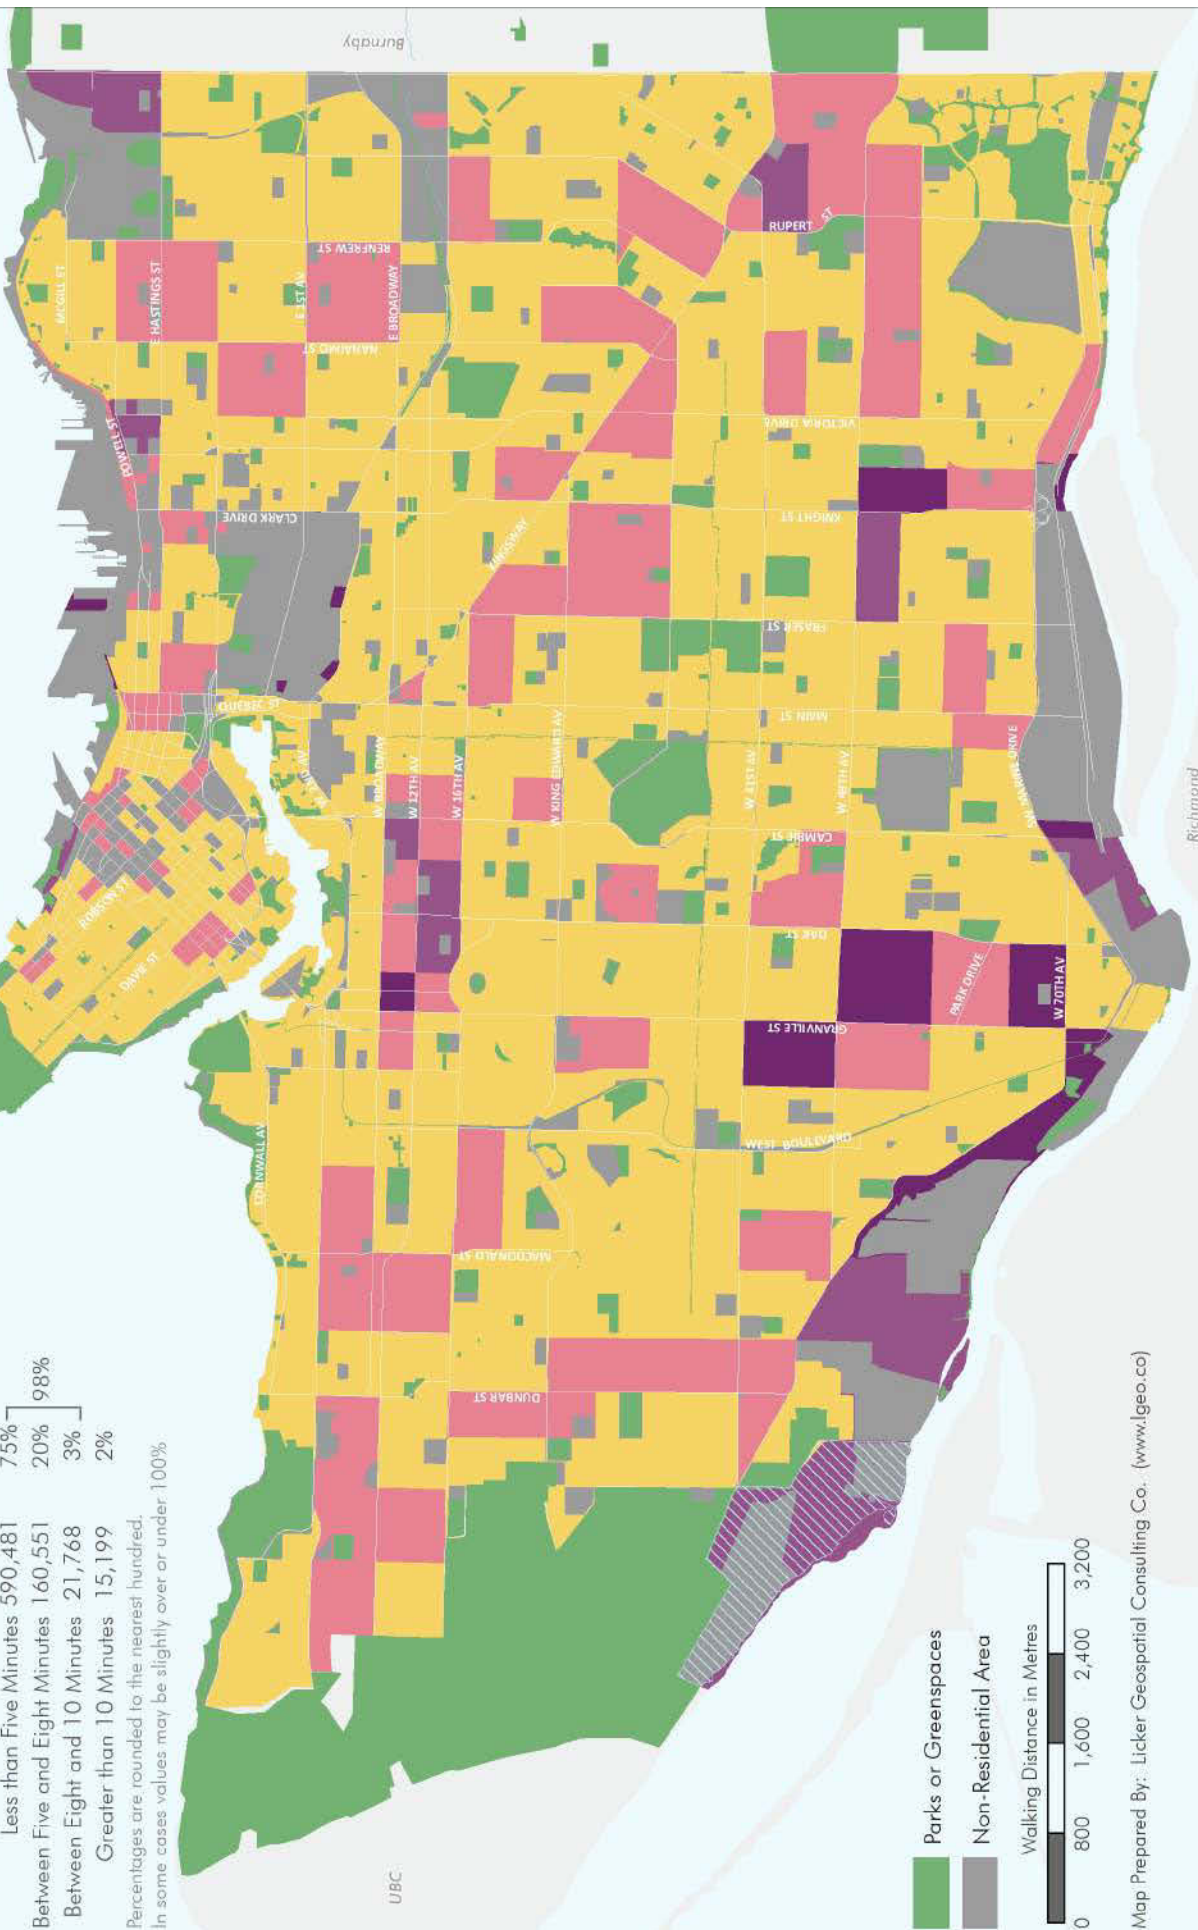 Less than Five Minutes 590,481 75%
Between Five and Eight Minutes 160,551 20% 98%
Between Eight and 10 Minutes 21,768 3%
Greater than 10 Minutes 15,199 2%
Percentages are rounded to the nearest hundred.
In some cases values may be slightly over or under 100%
Burnaby
MCGILL ET
E HASTINGS ST
POWELL ST
RENFREW ST
E 1ST AV
NANAIMO ST
E BROADWAY
CLARK DRIVE
QUEBEC ST
ROBSON ST
DAVIE ST
CORNWALL AV
W 2ND AV
W BROADWAY
W 12TH AV
W 16TH AV
KINGSWAY
W KING EDWARD AV
MACDONALD ST
DUNBAR ST
RUPERT ST
VICTORIA DRIVE
KNIGHT ST
FRASER ST
MAIN ST
W 41ST AV
W 49TH AV
CAMBIE ST
OAK ST
GRANVILLE ST
WEST BOULEVARD
PARK DRIVE
SW MARINE DRIVE
W 70TH AV
Richmond
UBC
Parks or Greenspaces
Non-Residential Area
Walking Distance in Metres
0 800 1,600 2,400 3,200
Map Prepared By: Licker Geospatial Consulting Co. (www.lgeo.co)